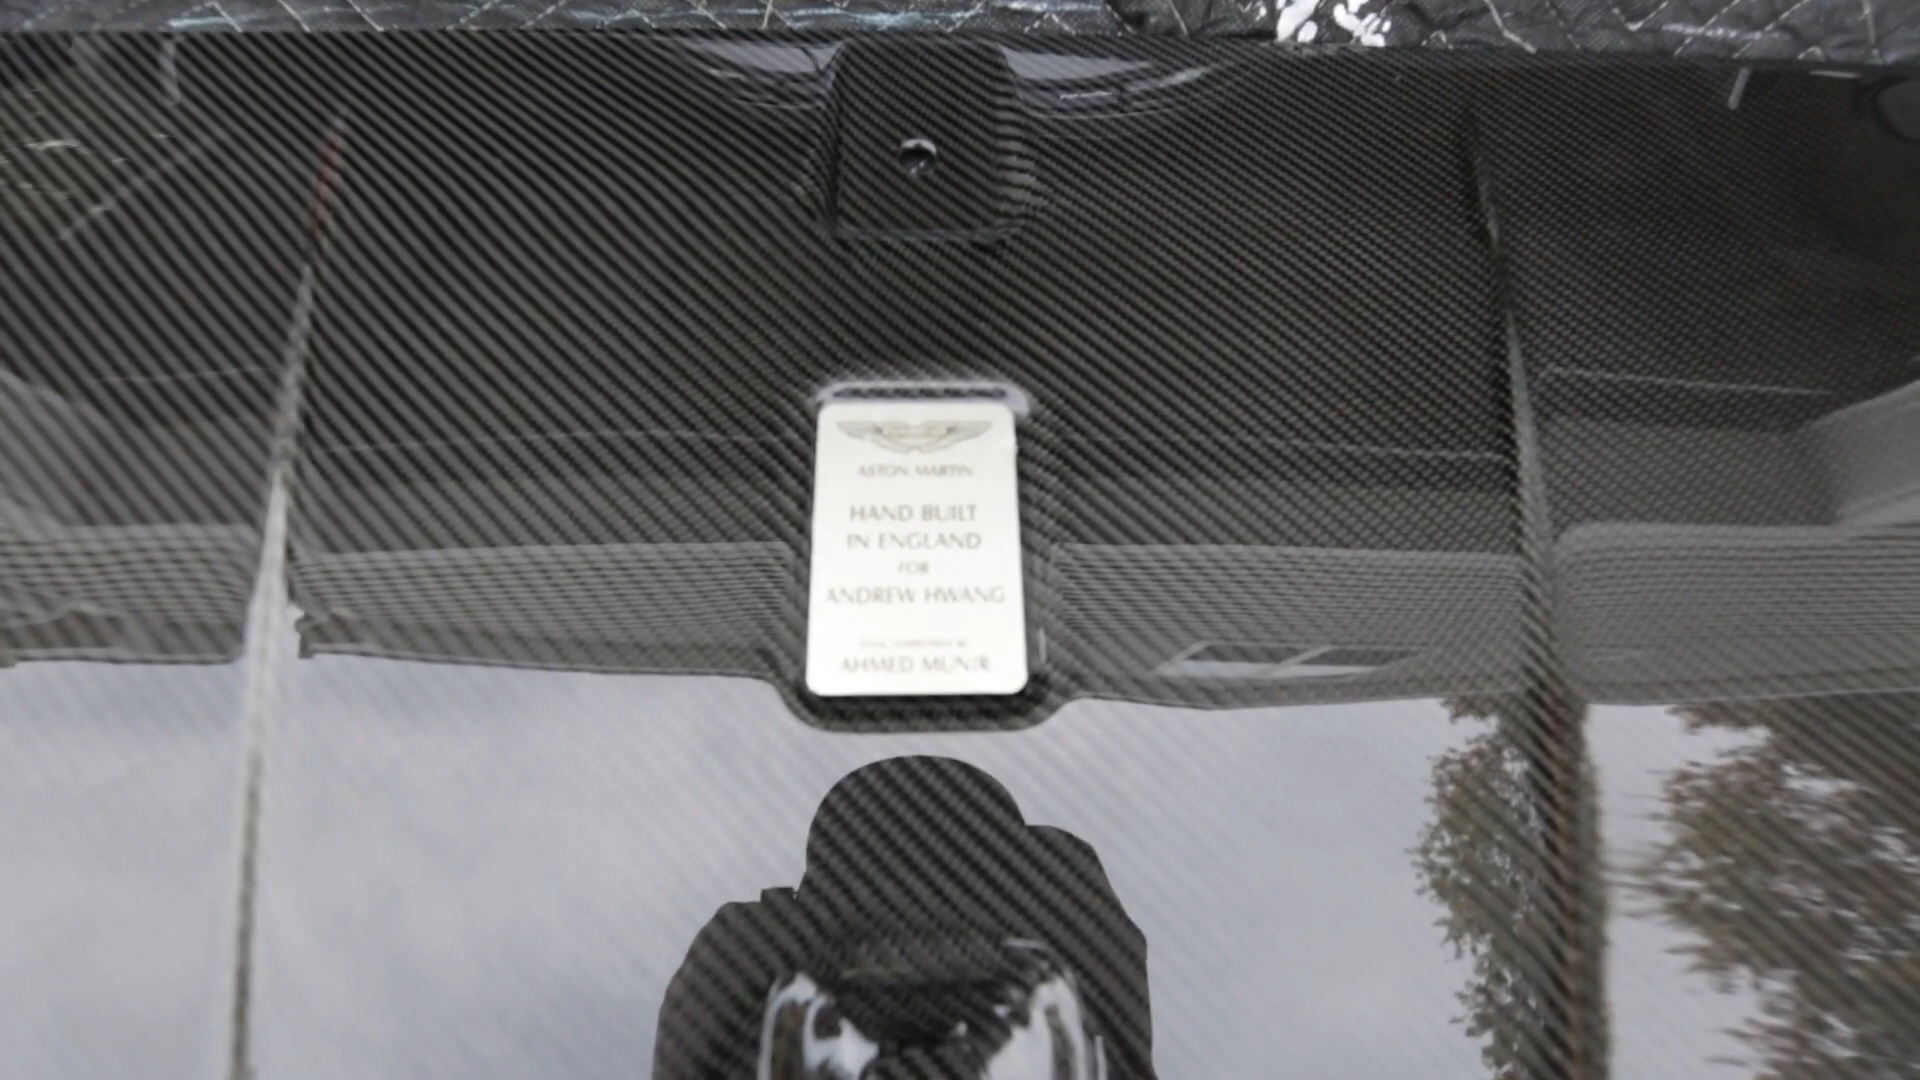 ASTON MARTIN
HAND BUILT
IN ENGLAND
FOR
ANDREW HWANG
AHMED MUNIR